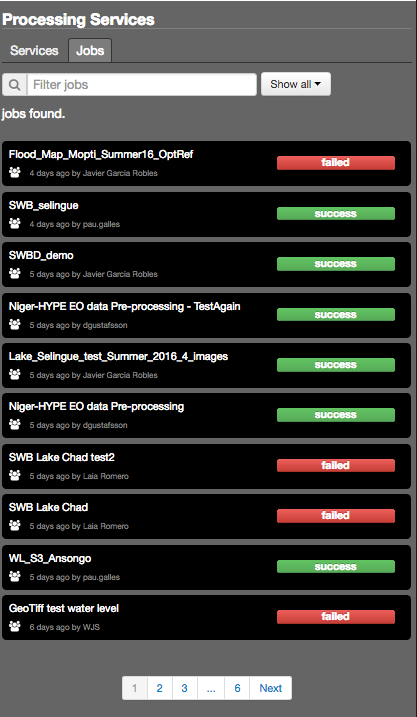 Processing Services
Services Jobs
Filter jobs Show all
jobs found.
Flood_Map_Mopti_Summer16_OptRef
failed
4 days ago by Javier Garcia Robles
SWB_selingue
success
4 days ago by pau.galles
SWBD_demo
success
5 days ago by Javier Garcia Robles
Niger-HYPE EO data Pre-processing - TestAgain
success
5 days ago by dgustafsson
Lake_Selingue_test_Summer_2016_4_images
success
5 days ago by Javier Garcia Robles
Niger-HYPE EO data Pre-processing
success
5 days ago by dgustafsson
SWB Lake Chad test2
failed
5 days ago by Laia Romero
SWB Lake Chad
failed
5 days ago by Laia Romero
WL_S3_Ansongo
success
5 days ago by pau.galles
GeoTiff test water level
failed
6 days ago by WJS
1 2 3 ... 6 Next